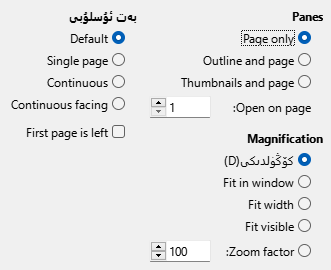 Panes
Page only
Outline and page
Thumbnails and page
Open on page:
1
Magnification
كۆڭۈلدىكى(D)
Fit in window
Fit width
Fit visible
Zoom factor:
100
بەت ئۇسلۇبى
Default
Single page
Continuous
Continuous facing
First page is left